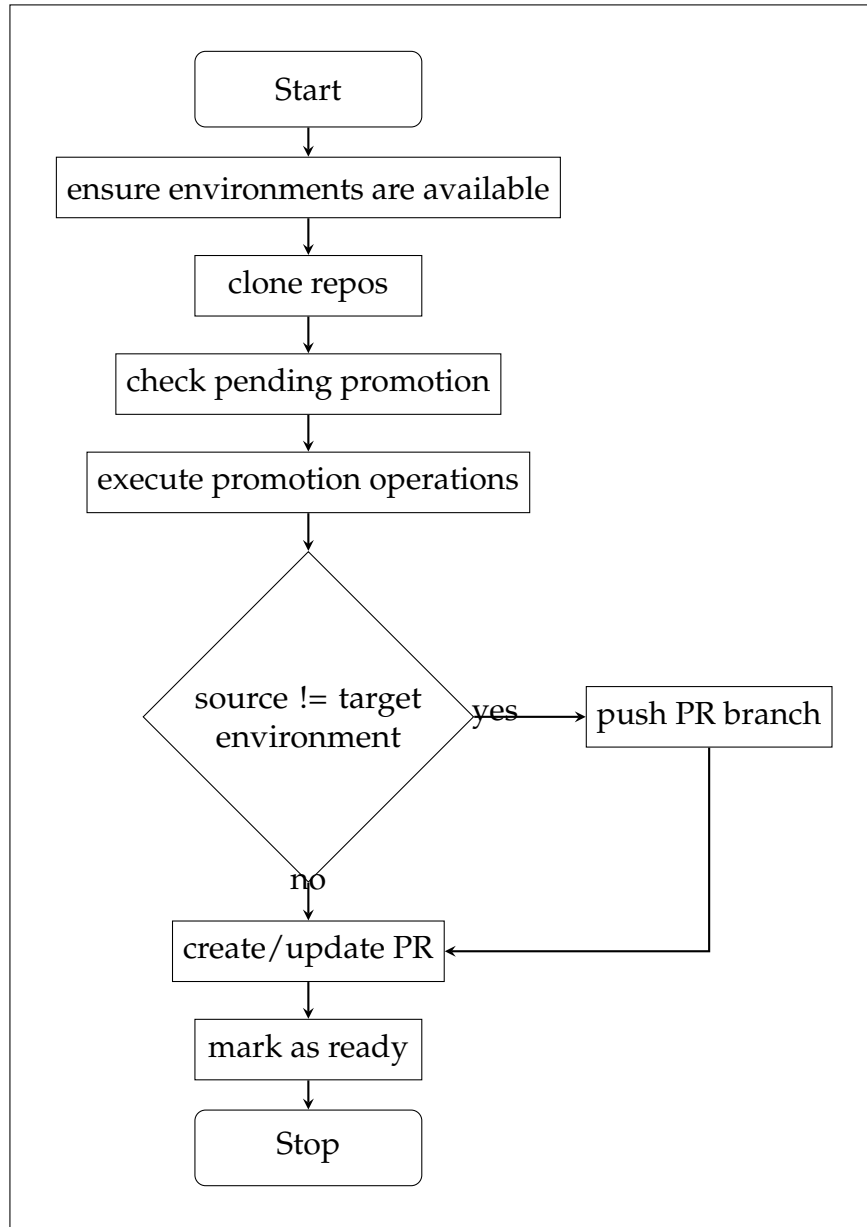 Start
ensure environments are available
clone repos
check pending promotion
execute promotion operations
source != target
environment
yes
push PR branch
no
create/update PR
mark as ready
Stop